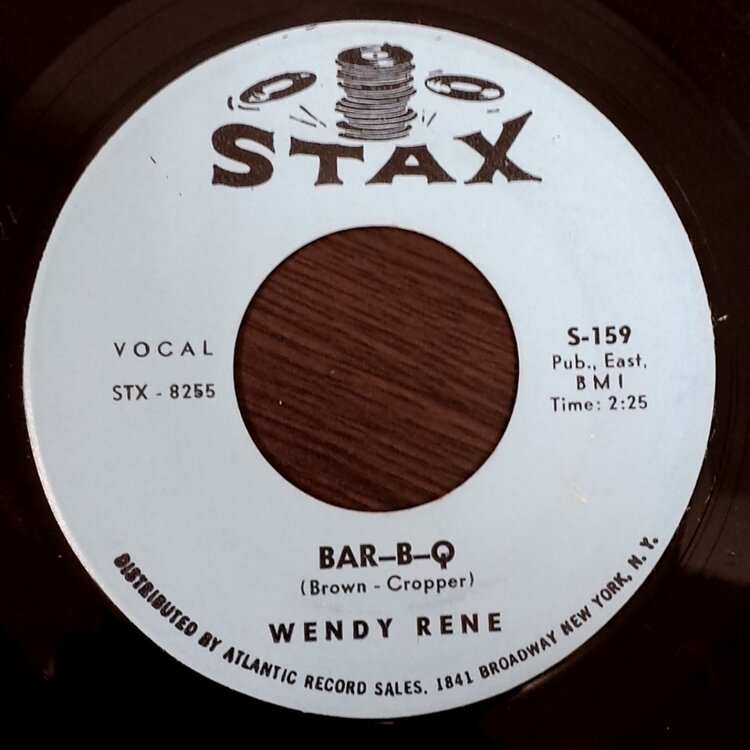 STAX
VOCAL
STX - 8255
S-159
Pub., East,
BMI
Time: 2:25
BAR-B-Q
(Brown - Cropper)
WENDY RENE
DISTRIBUTED BY ATLANTIC RECORD SALES. 1841 BROADWAY NEW YORK, N. Y.